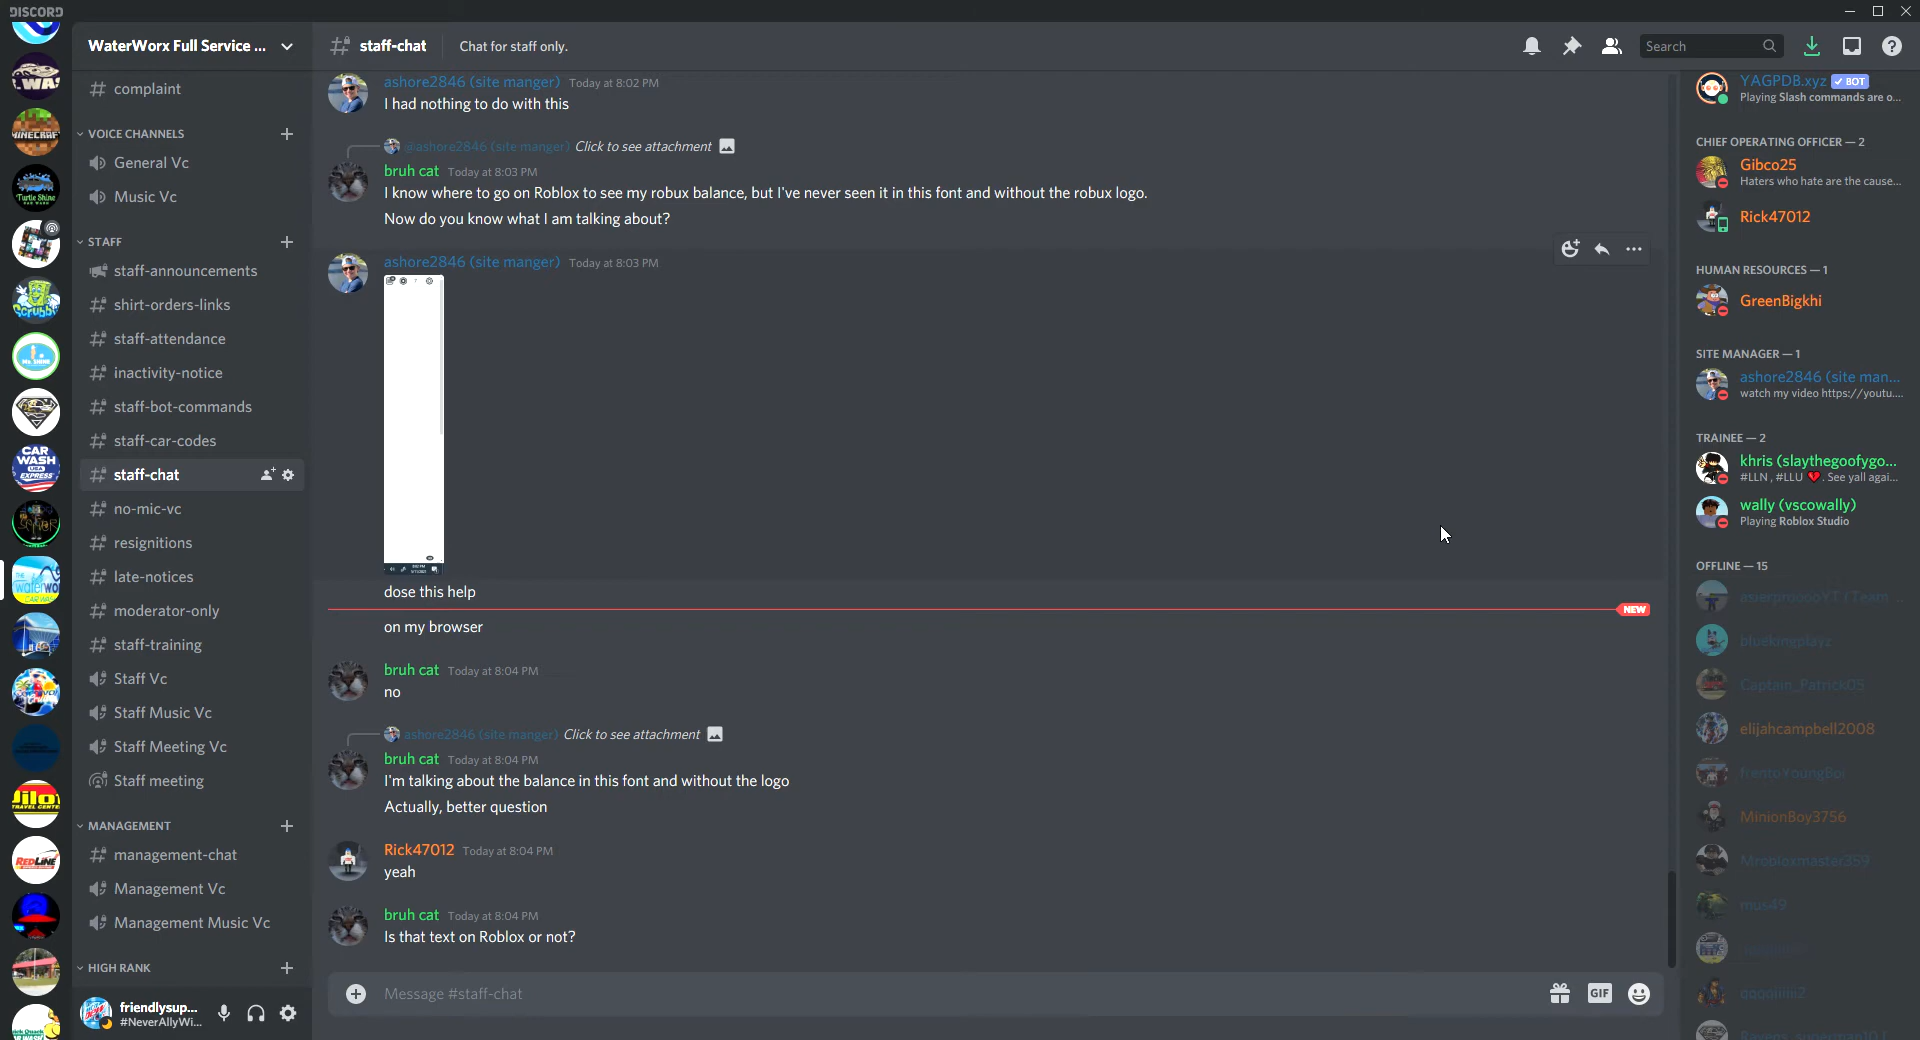 DISCORD
WaterWorx Full Service ...
staff-chat
Chat for staff only.
Search
complaint
VOICE CHANNELS
General Vc
Music Vc
STAFF
staff-announcements
shirt-orders-links
staff-attendance
inactivity-notice
staff-bot-commands
staff-car-codes
staff-chat
no-mic-vc
resignitions
late-notices
moderator-only
staff-training
Staff Vc
Staff Music Vc
Staff Meeting Vc
Staff meeting
MANAGEMENT
management-chat
Management Vc
Management Music Vc
HIGH RANK
friendlysup...
#NeverAllyWi...
ashore2846 (site manger) Today at 8:02 PM
I had nothing to do with this
@ashore2846 (site manger) Click to see attachment
bruh cat Today at 8:03 PM
I know where to go on Roblox to see my robux balance, but I've never seen it in this font and without the robux logo.
Now do you know what I am talking about?
ashore2846 (site manger) Today at 8:03 PM
dose this help
NEW
on my browser
bruh cat Today at 8:04 PM
no
ashore2846 (site manger) Click to see attachment
bruh cat Today at 8:04 PM
I'm talking about the balance in this font and without the logo
Actually, better question
Rick47012 Today at 8:04 PM
yeah
bruh cat Today at 8:04 PM
Is that text on Roblox or not?
Message #staff-chat
GIF
YAGPDB.xyz BOT
Playing Slash commands are o...
CHIEF OPERATING OFFICER — 2
Gibco25
Haters who hate are the cause...
Rick47012
HUMAN RESOURCES — 1
GreenBigkhi
SITE MANAGER — 1
ashore2846 (site man...
watch my video https://youtu....
TRAINEE — 2
khris (slaythegoofygo...
#LLN , #LLU . See yall agai...
wally (vscowally)
Playing Roblox Studio
OFFLINE — 15
bluekingplayz
Captain_Patrick05
elijahcampbell2008
MinionBoy3756
Mrobloxmaster359
mus49
Turtle Shine
CAR WASH
USA
EXPRESS
TRAVEL CENTER
REDLINE